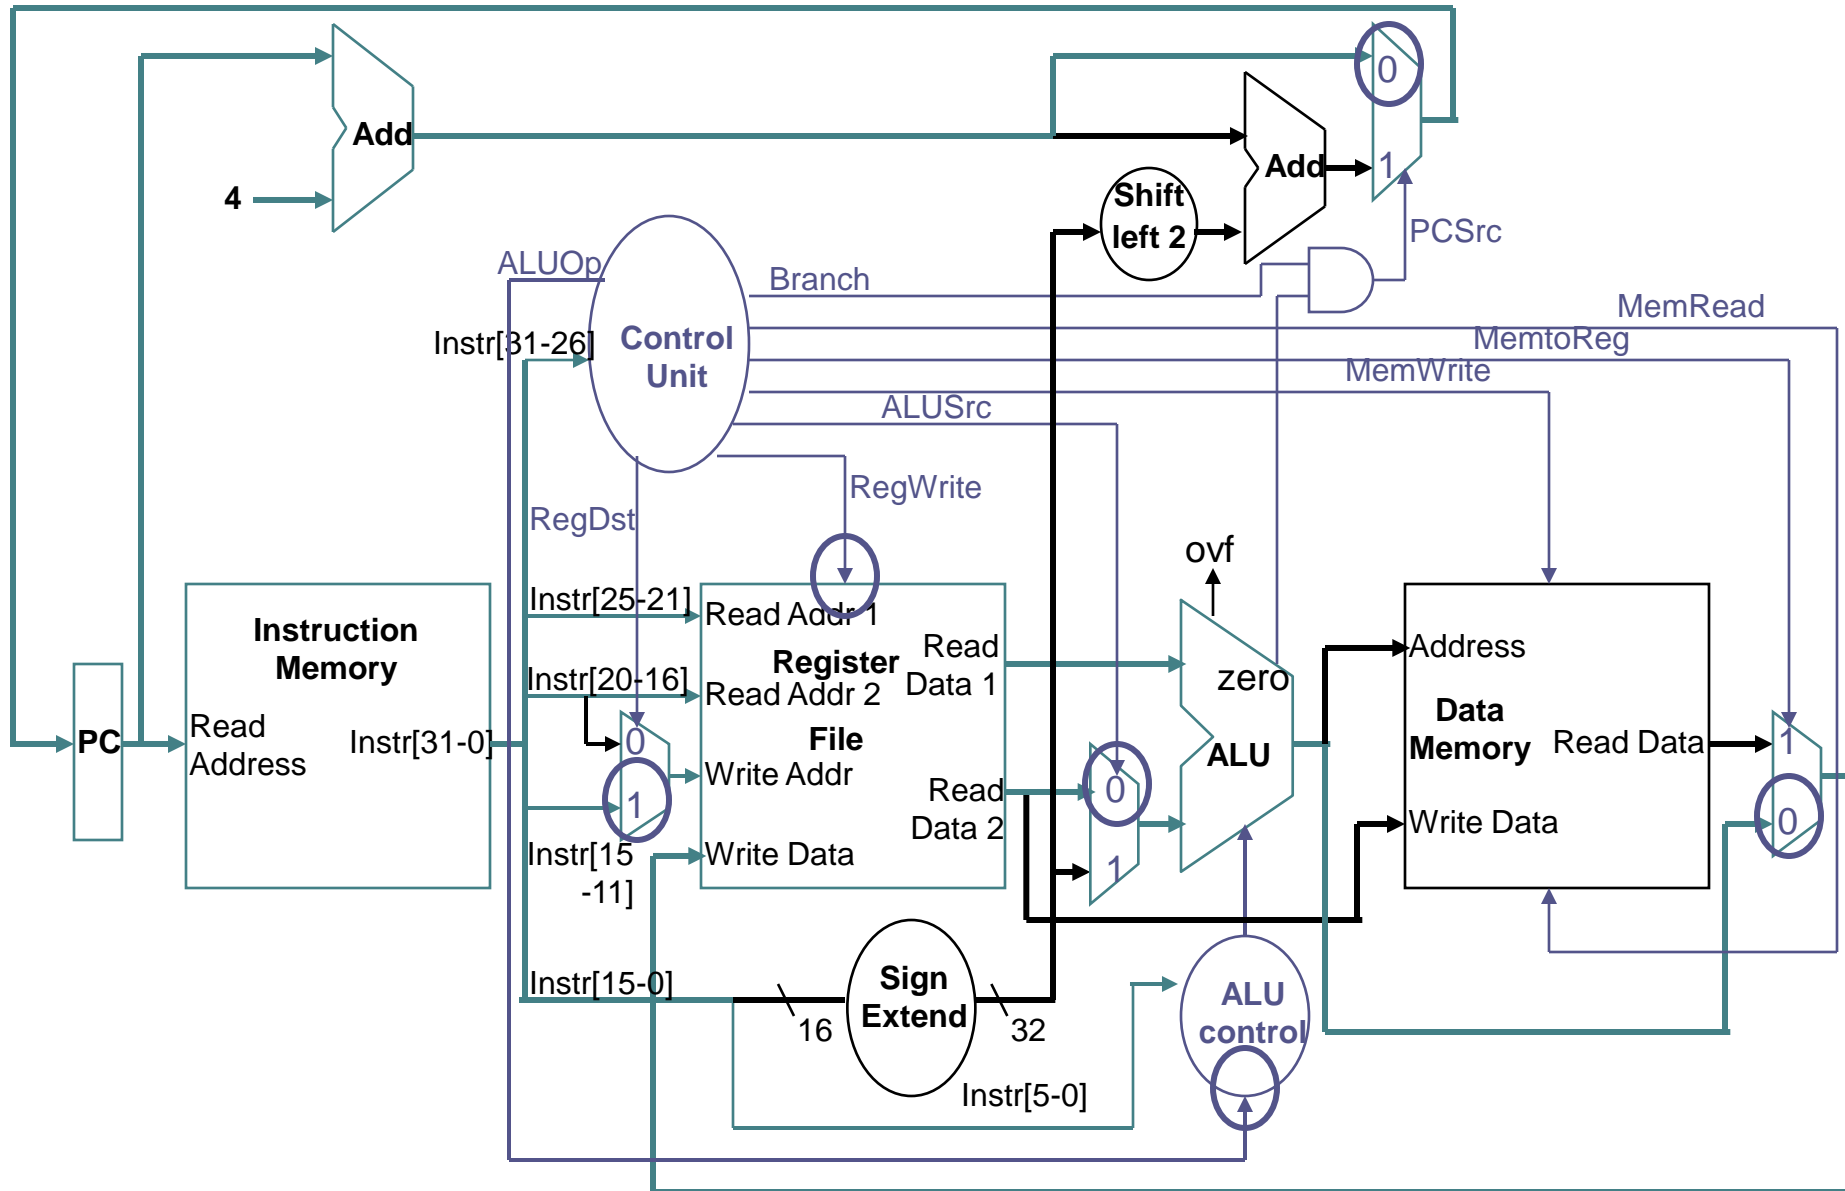 0
Add
Add
1
4
Shift
left 2
PCSrc
ALUOp
Branch
MemRead
Instr[31-26]
Control
Unit
MemtoReg
MemWrite
ALUSrc
RegWrite
RegDst
ovf
Instr[25-21]
Read Addr 1
Instruction
Memory
Register
Read
Data 1
zero
Address
Instr[20-16]
Read Addr 2
PC
Read
Address
Instr[31-0]
0
File
Write Addr
1
Read
Data 2
0
1
ALU
Data
Memory
Read Data
1
0
Write Data
Instr[15
-11]
Write Data
Instr[15-0]
16
Sign
Extend
32
ALU
control
Instr[5-0]